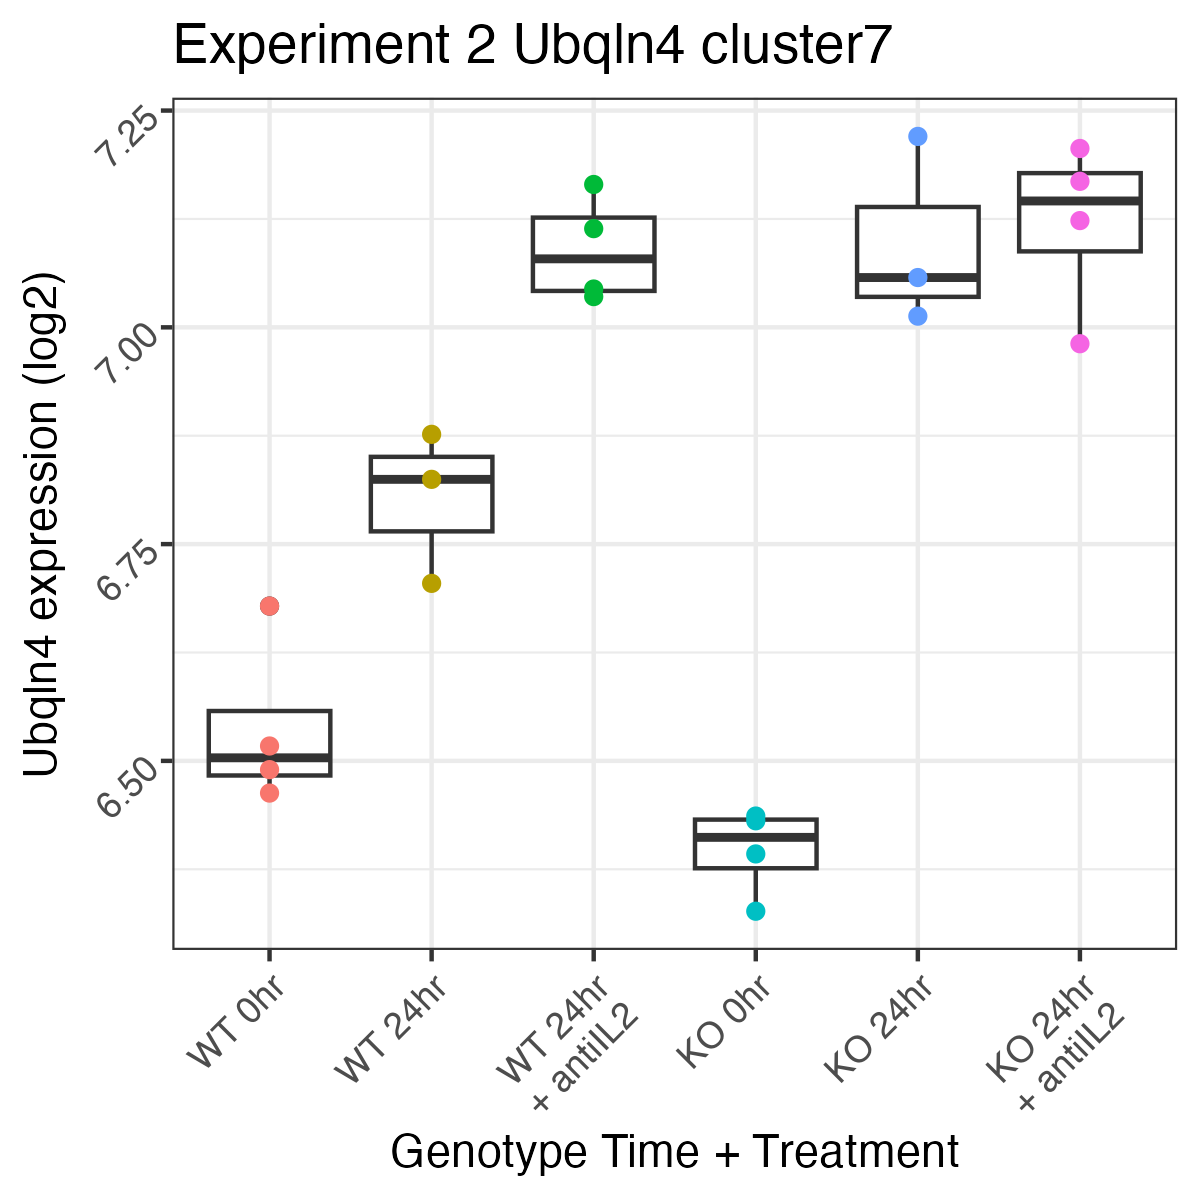 Experiment 2 Ubqln4 cluster7
Ubqln4 expression (log2)
7.25
7.00
6.75
6.50
WT 0hr
WT 24hr
WT 24hr
+ antiIL2
KO 0hr
KO 24hr
KO 24hr
+ antiIL2
Genotype Time + Treatment